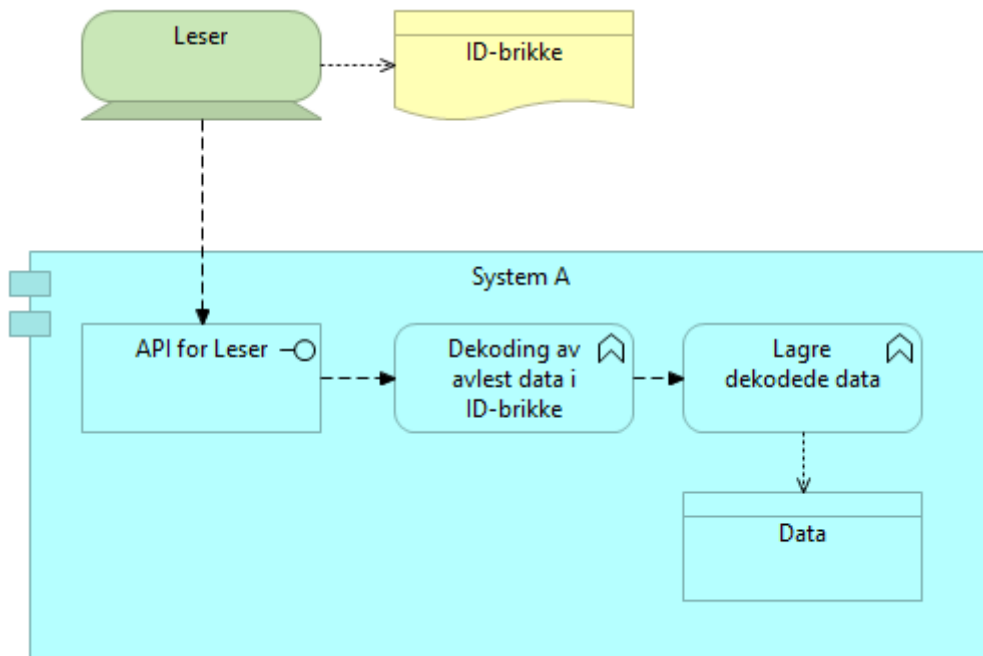 Leser
ID-brikke
System A
API for Leser
Dekoding av
avlest data i
ID-brikke
Lagre
dekodede data
Data